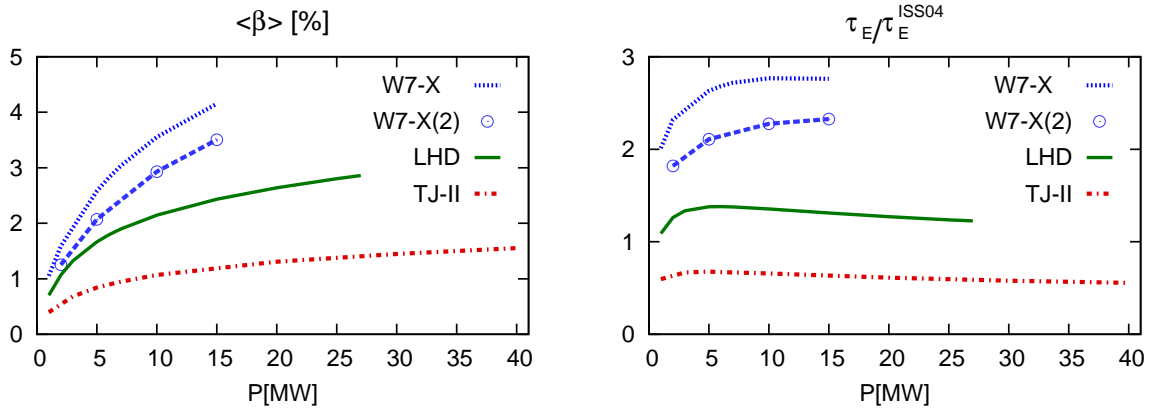 <β> [%]
5
4
3
2
1
0
0 5 10 15 20 25 30 35 40
P[MW]
W7-X
W7-X(2)
LHD
TJ-II
τ_E/τ_E^ISS04
3
2
1
0
0 5 10 15 20 25 30 35 40
P[MW]
W7-X
W7-X(2)
LHD
TJ-II